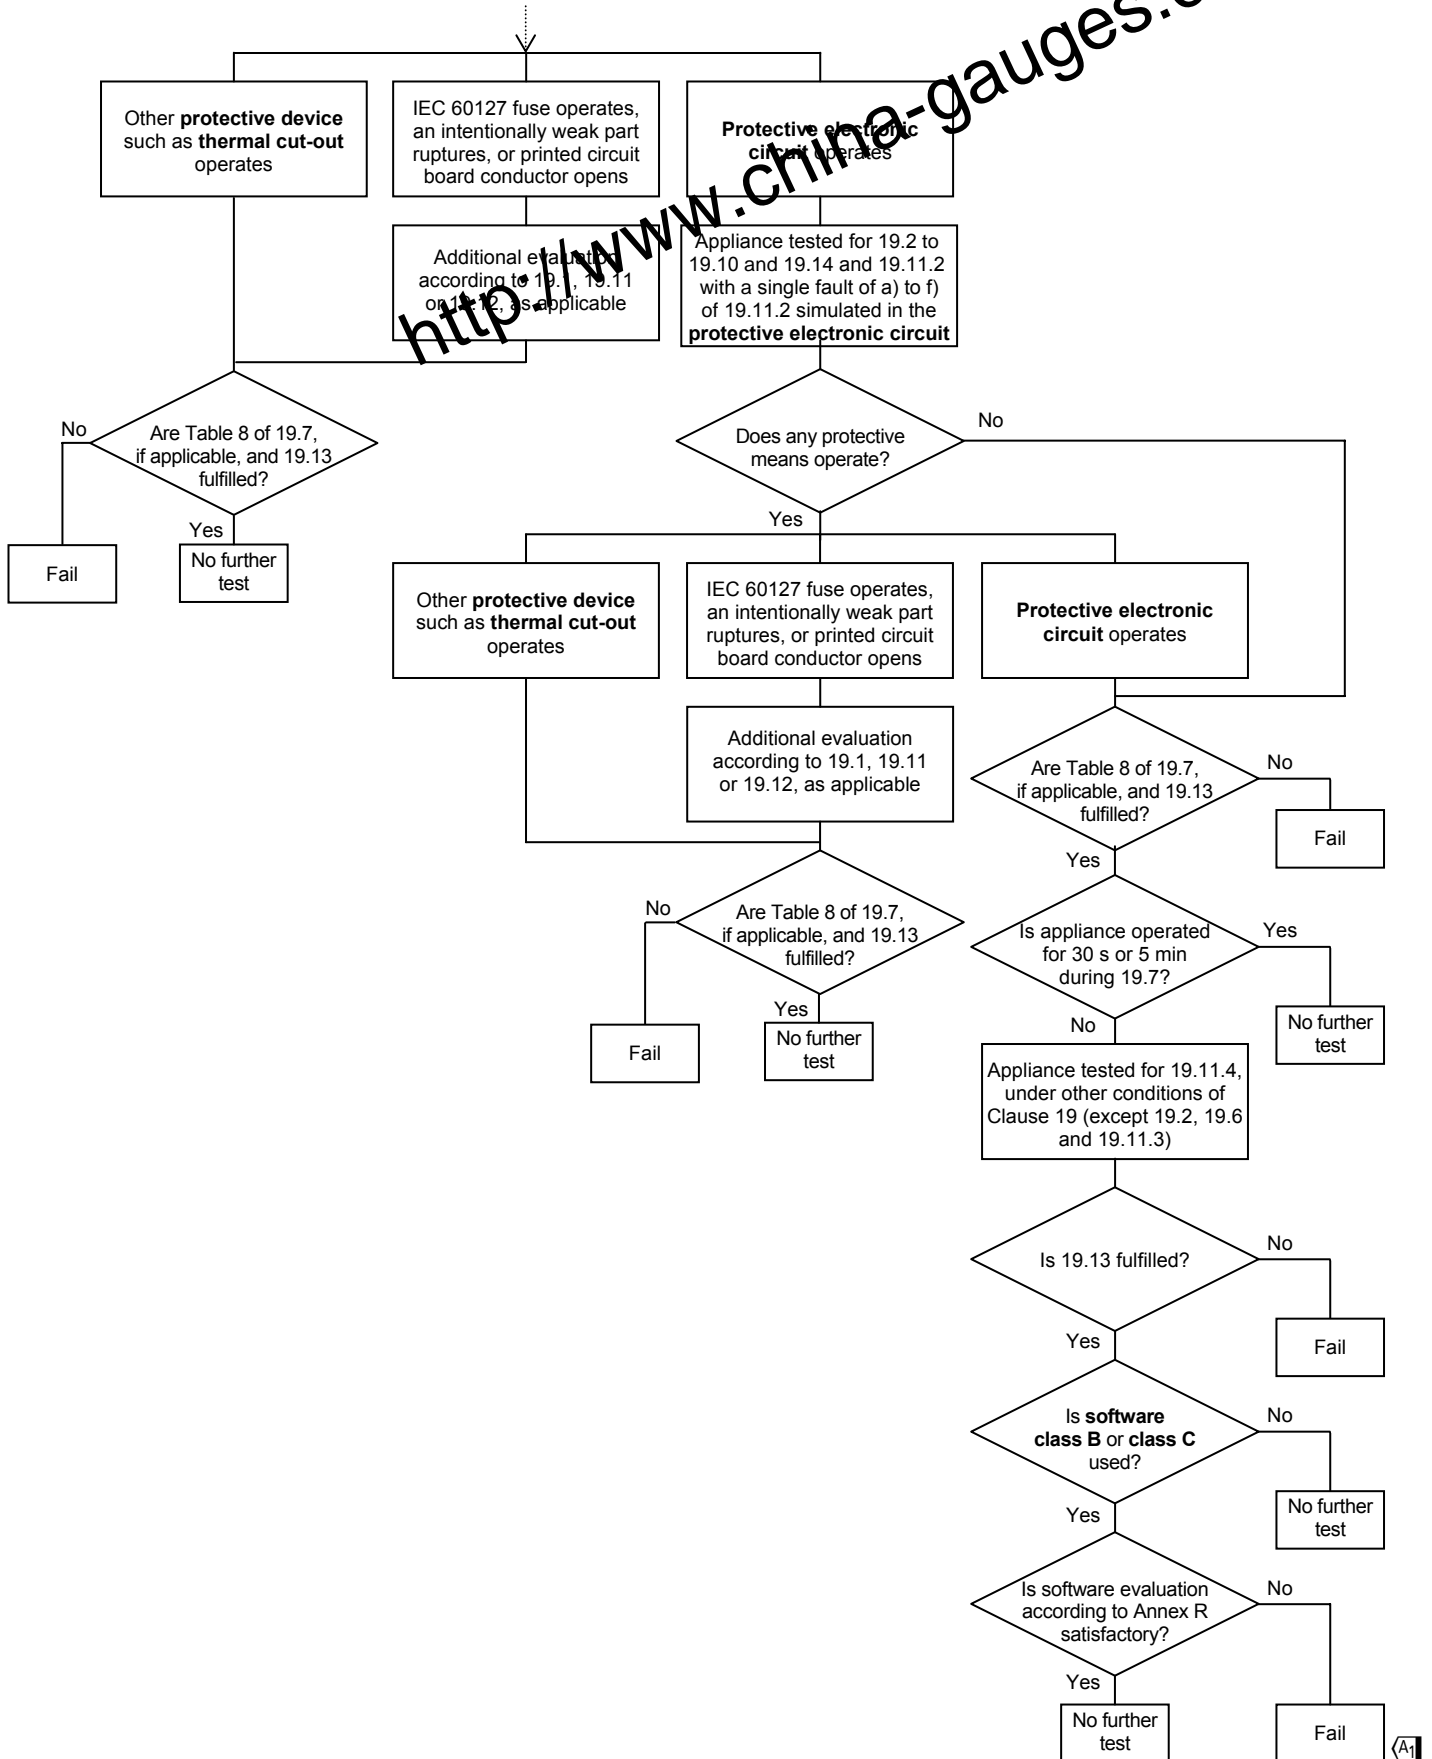 http://www.china-gauges.c
Other protective device
such as thermal cut-out
operates
IEC 60127 fuse operates,
an intentionally weak part
ruptures, or printed circuit
board conductor opens
Protective electronic
circuit operates
Additional evaluation
according to 19.1, 19.11
or 19.12, as applicable
Appliance tested for 19.2 to
19.10 and 19.14 and 19.11.2
with a single fault of a) to f)
of 19.11.2 simulated in the
protective electronic circuit
No
Are Table 8 of 19.7,
if applicable, and 19.13
fulfilled?
Yes
Fail
No further
test
Does any protective
means operate?
No
Yes
Other protective device
such as thermal cut-out
operates
IEC 60127 fuse operates,
an intentionally weak part
ruptures, or printed circuit
board conductor opens
Protective electronic
circuit operates
Additional evaluation
according to 19.1, 19.11
or 19.12, as applicable
Are Table 8 of 19.7,
if applicable, and 19.13
fulfilled?
No
Fail
Yes
No
Are Table 8 of 19.7,
if applicable, and 19.13
fulfilled?
Yes
Fail
No further
test
Is appliance operated
for 30 s or 5 min
during 19.7?
Yes
No further
test
No
Appliance tested for 19.11.4,
under other conditions of
Clause 19 (except 19.2, 19.6
and 19.11.3)
Is 19.13 fulfilled?
No
Fail
Yes
Is software
class B or class C
used?
No
No further
test
Yes
Is software evaluation
according to Annex R
satisfactory?
No
Yes
No further
test
Fail
A1